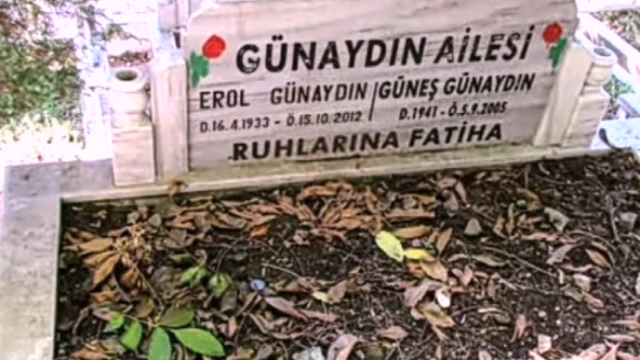 GÜNAYDIN AİLESİ
EROL GÜNAYDIN
D.16.4.1933 - Ö.15.10.2012
GÜNEŞ GÜNAYDIN
D.1941 - Ö.5.9.2005
RUHLARINA FATİHA